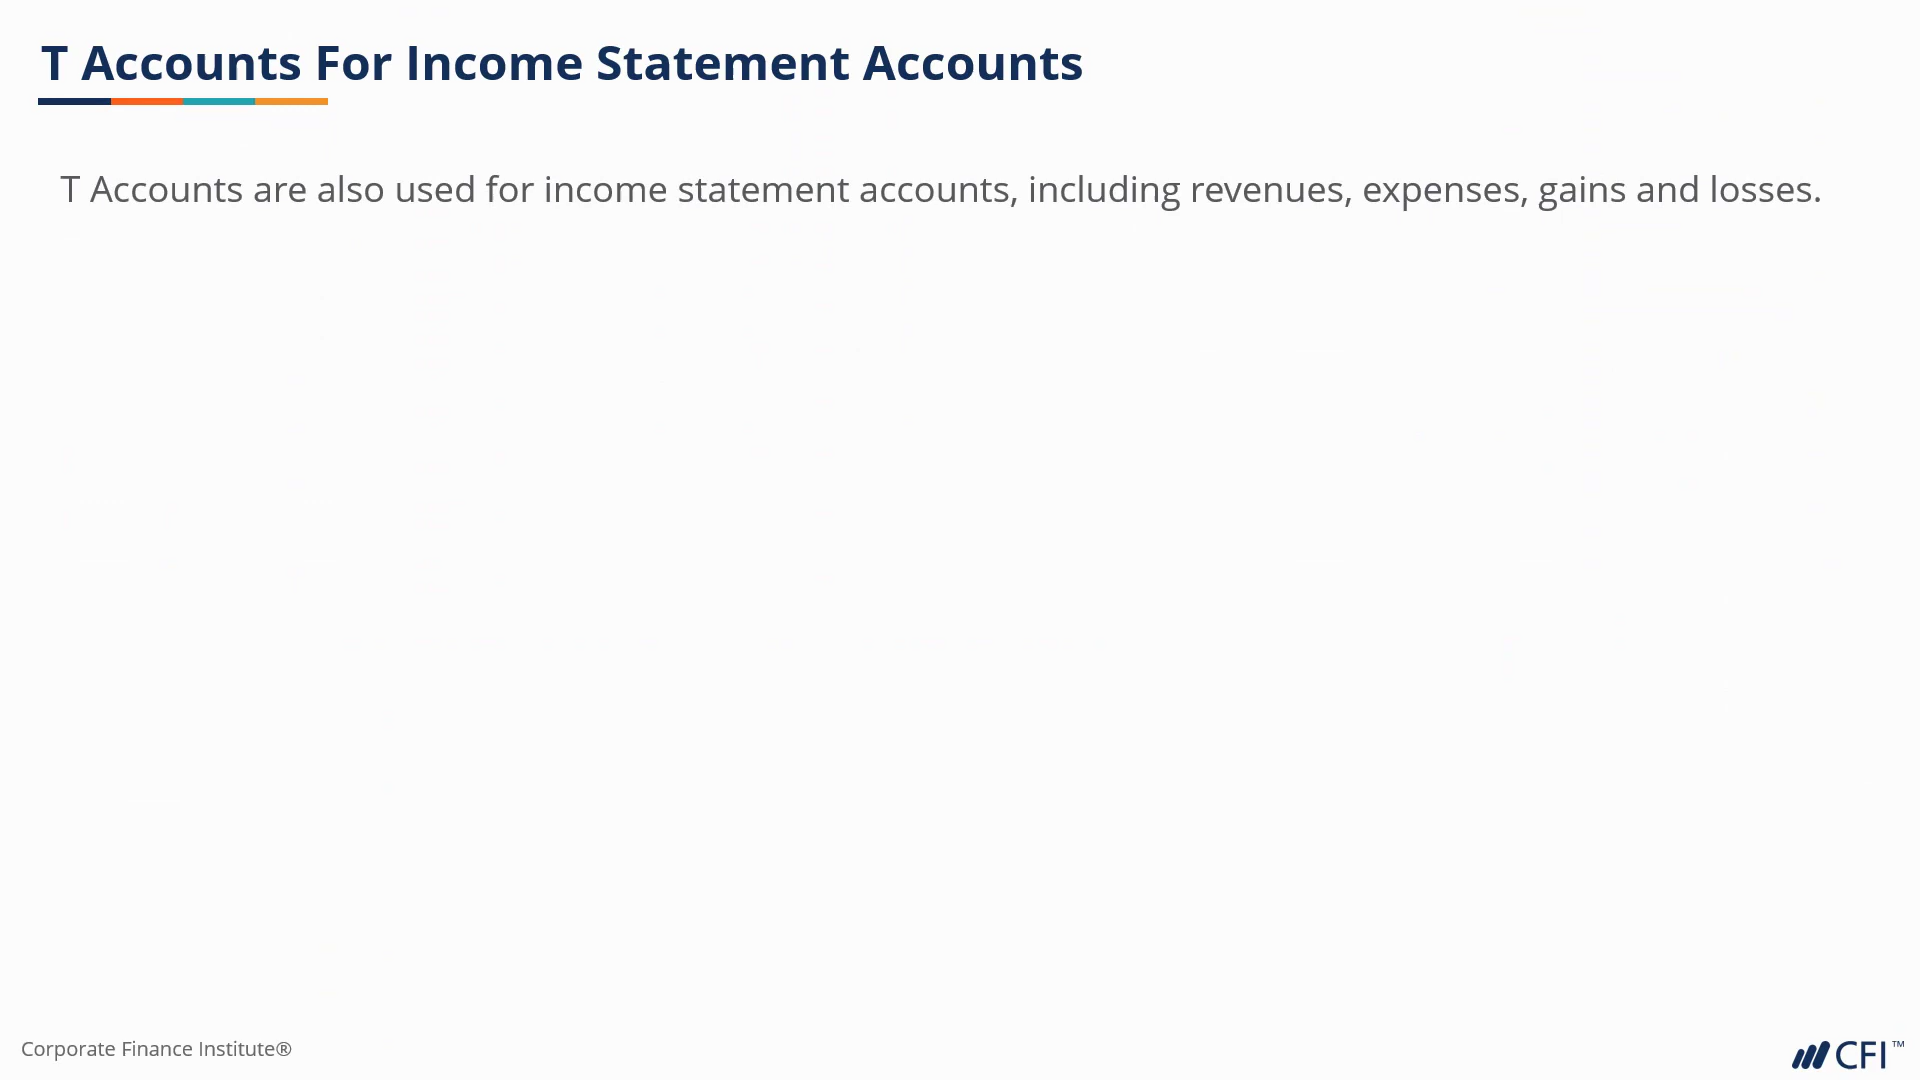 T Accounts For Income Statement Accounts
T Accounts are also used for income statement accounts, including revenues, expenses, gains and losses.
Corporate Finance Institute®
CFI™